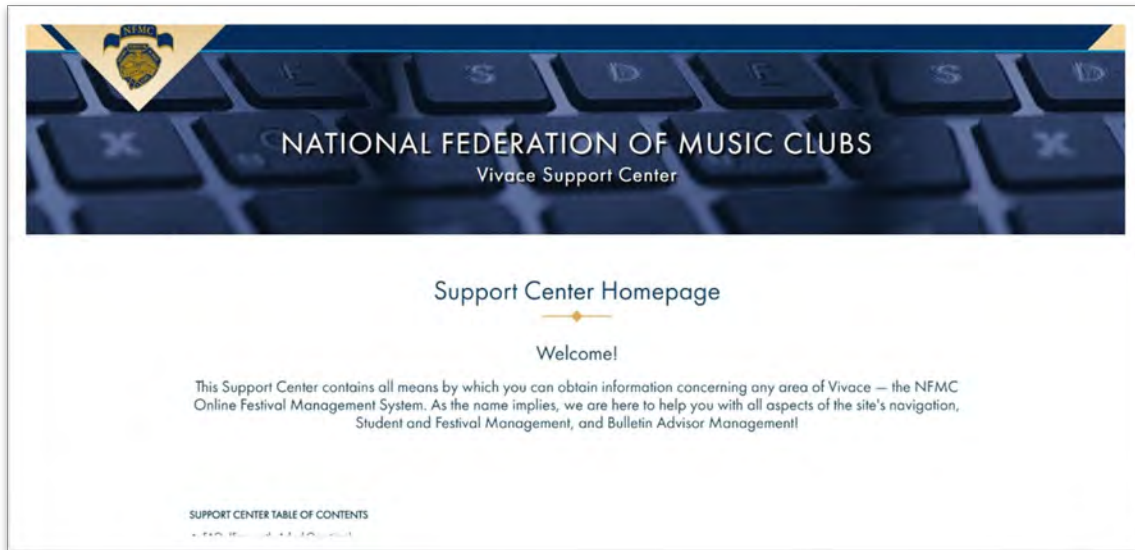 NFMC
NATIONAL FEDERATION OF MUSIC CLUBS
Vivace Support Center
Support Center Homepage
Welcome!
This Support Center contains all means by which you can obtain information concerning any area of Vivace — the NFMC
Online Festival Management System. As the name implies, we are here to help you with all aspects of the site's navigation,
Student and Festival Management, and Bulletin Advisor Management!
SUPPORT CENTER TABLE OF CONTENTS